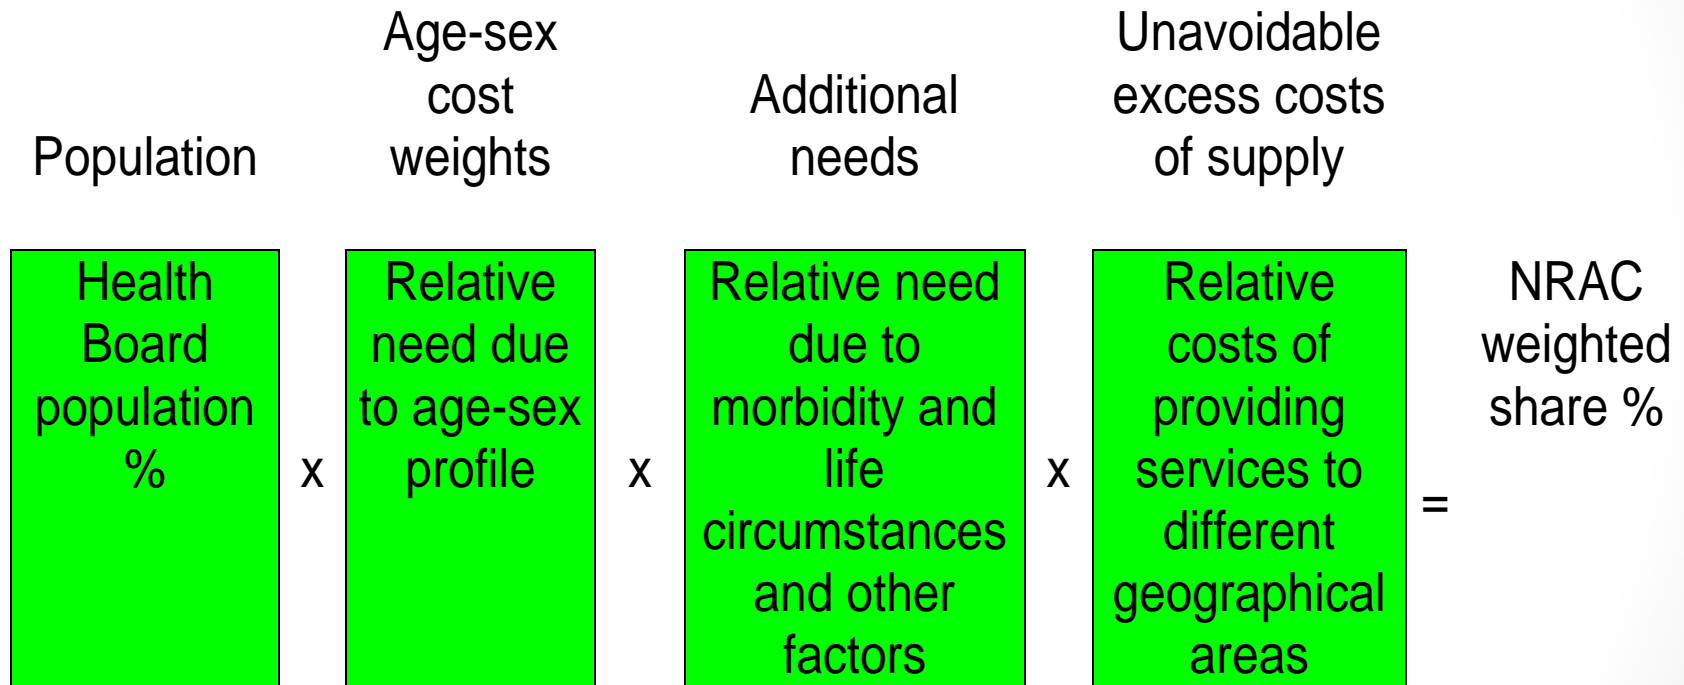 Population
Age-sex
cost
weights
Additional
needs
Unavoidable
excess costs
of supply
Health
Board
population
%
x
Relative
need due
to age-sex
profile
x
Relative need
due to
morbidity and
life
circumstances
and other
factors
x
Relative
costs of
providing
services to
different
geographical
areas
=
NRAC
weighted
share %